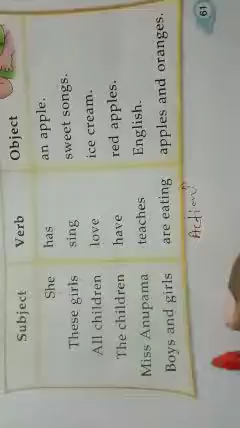 Subject Verb Object
She has an apple.
These girls sing sweet songs.
All children love ice cream.
The children have red apples.
Miss Anupama teaches English.
Boys and girls are eating apples and oranges.
Action
61